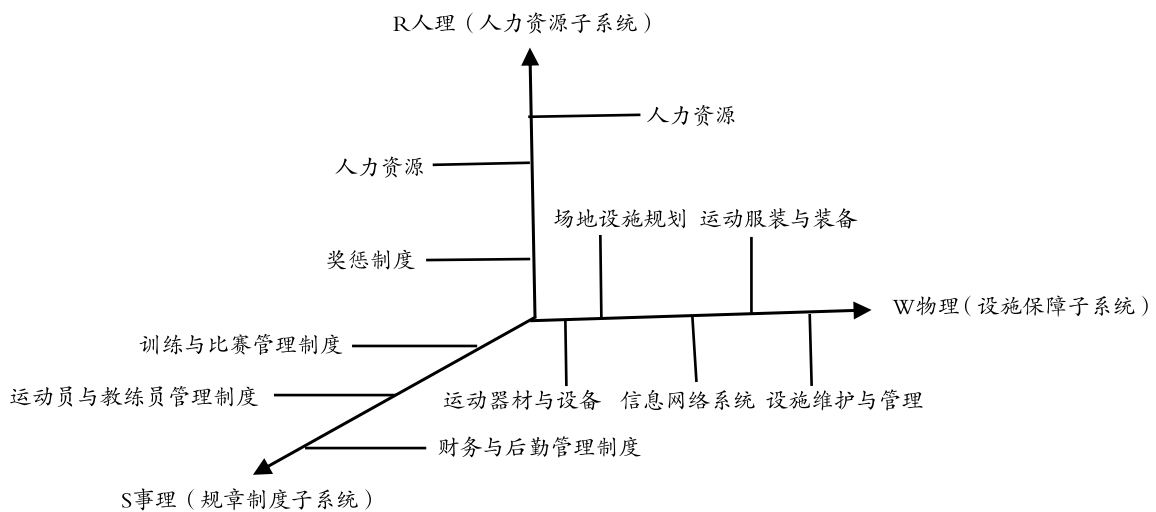 R人理（人力资源子系统）
人力资源
人力资源
场地设施规划 运动服装与装备
奖惩制度
W物理（设施保障子系统）
训练与比赛管理制度
运动员与教练员管理制度
运动器材与设备 信息网络系统 设施维护与管理
财务与后勤管理制度
S事理（规章制度子系统）